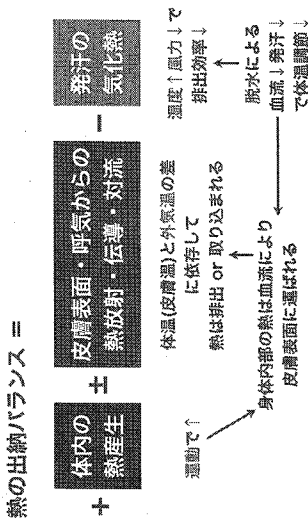 熱の出納バランス =
+
体内の
熱産生
±
皮膚表面・呼気からの
熱放射・伝導・対流
−
発汗の
気化熱
運動で↑
体温(皮膚温)と外気温の差
に依存して
熱は排出 or 取り込まれる
身体内部の熱は血流により
皮膚表面に運ばれる
湿度↑風力↓で
排出効率↓
脱水による
血流↓発汗↓
で体温調節↓